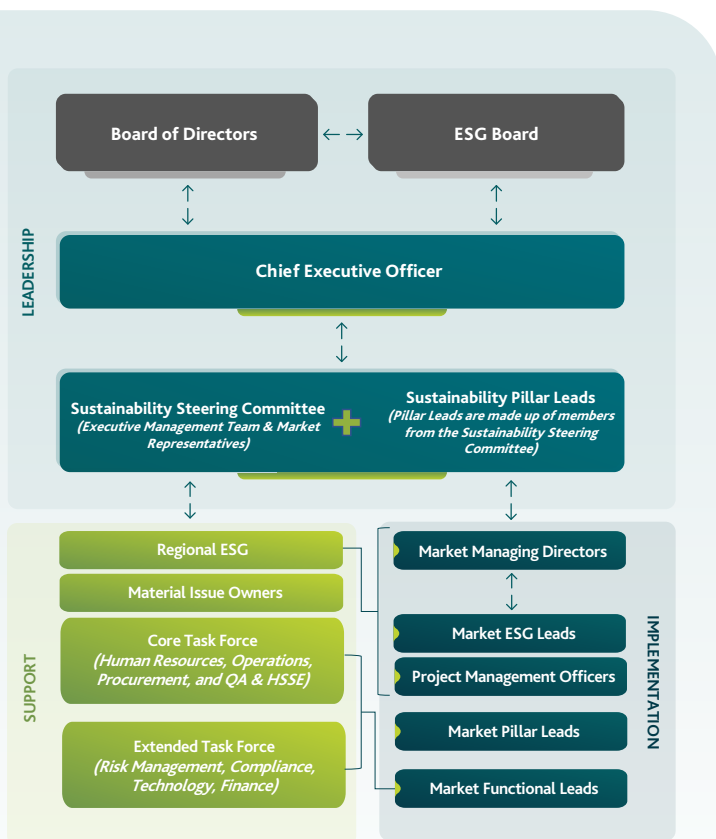 Board of Directors
ESG Board
LEADERSHIP
Chief Executive Officer
Sustainability Steering Committee
(Executive Management Team & Market
Representatives)
Sustainability Pillar Leads
(Pillar Leads are made up of members
from the Sustainability Steering
Committee)
SUPPORT
Regional ESG
Material Issue Owners
Core Task Force
(Human Resources, Operations,
Procurement, and QA & HSSE)
Extended Task Force
(Risk Management, Compliance,
Technology, Finance)
IMPLEMENTATION
Market Managing Directors
Market ESG Leads
Project Management Officers
Market Pillar Leads
Market Functional Leads